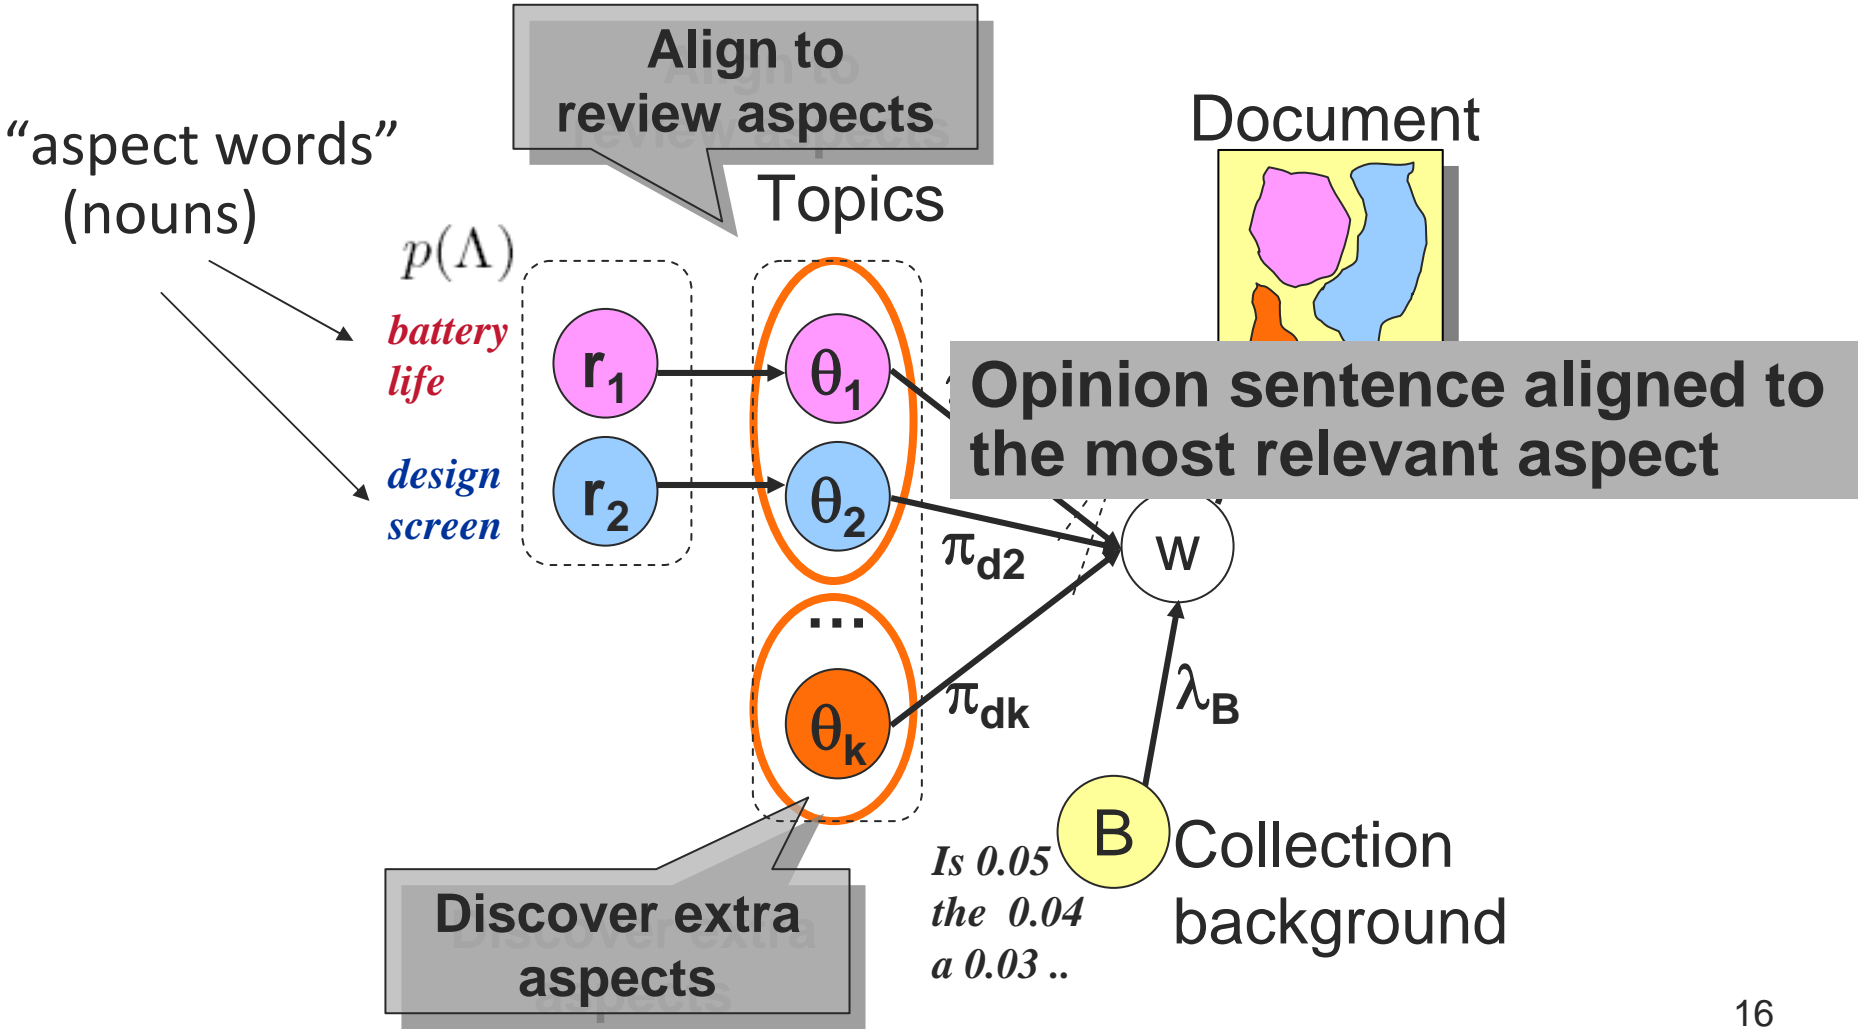 Align to
review aspects
Document
“aspect words”
(nouns)
Topics
p(Λ)
battery
life
r1
θ1
Opinion sentence aligned to
the most relevant aspect
design
screen
r2
θ2
πd2
w
...
πdk
λB
θk
B
Collection
background
Is 0.05
the 0.04
a 0.03 ..
Discover extra
aspects
16